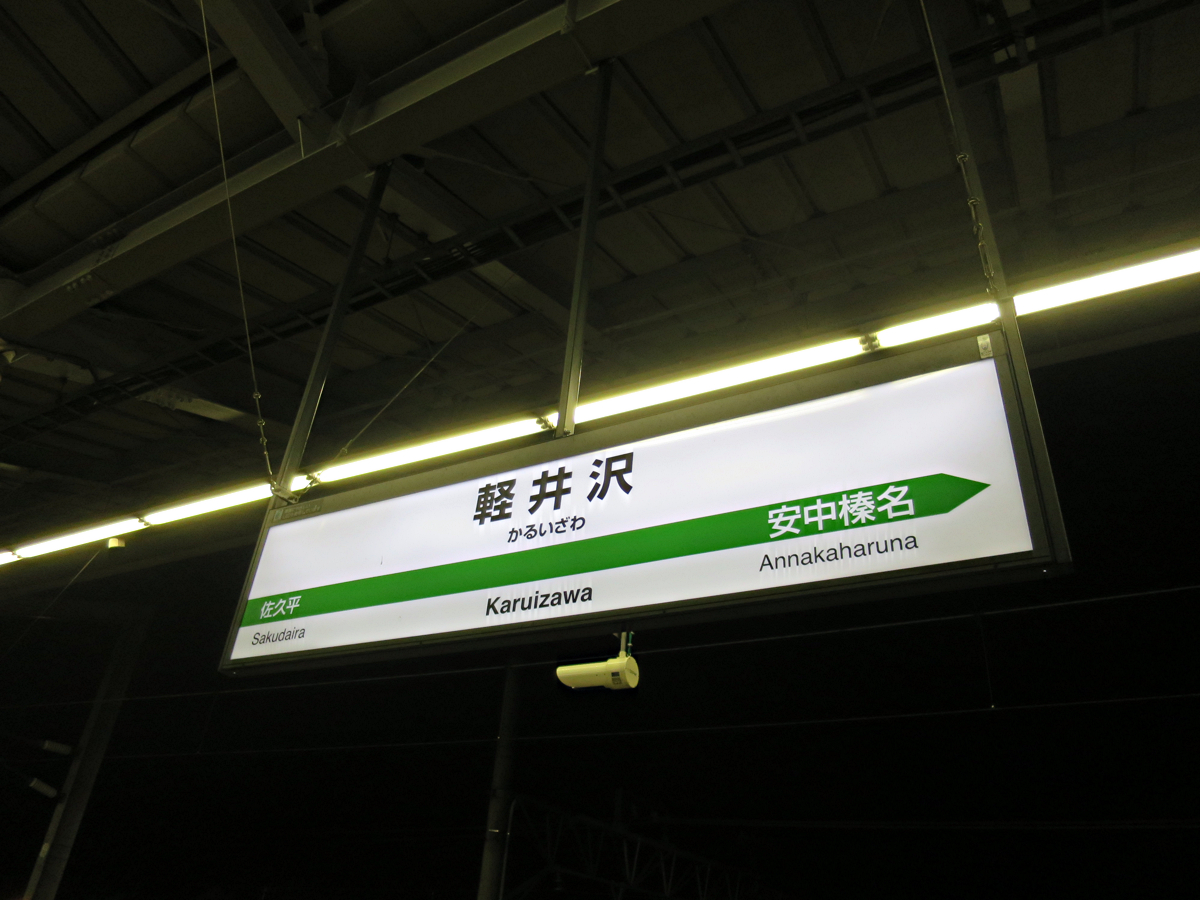 軽井沢
かるいざわ
佐久平
安中榛名
Sakudaira
Karuizawa
Annakaharuna